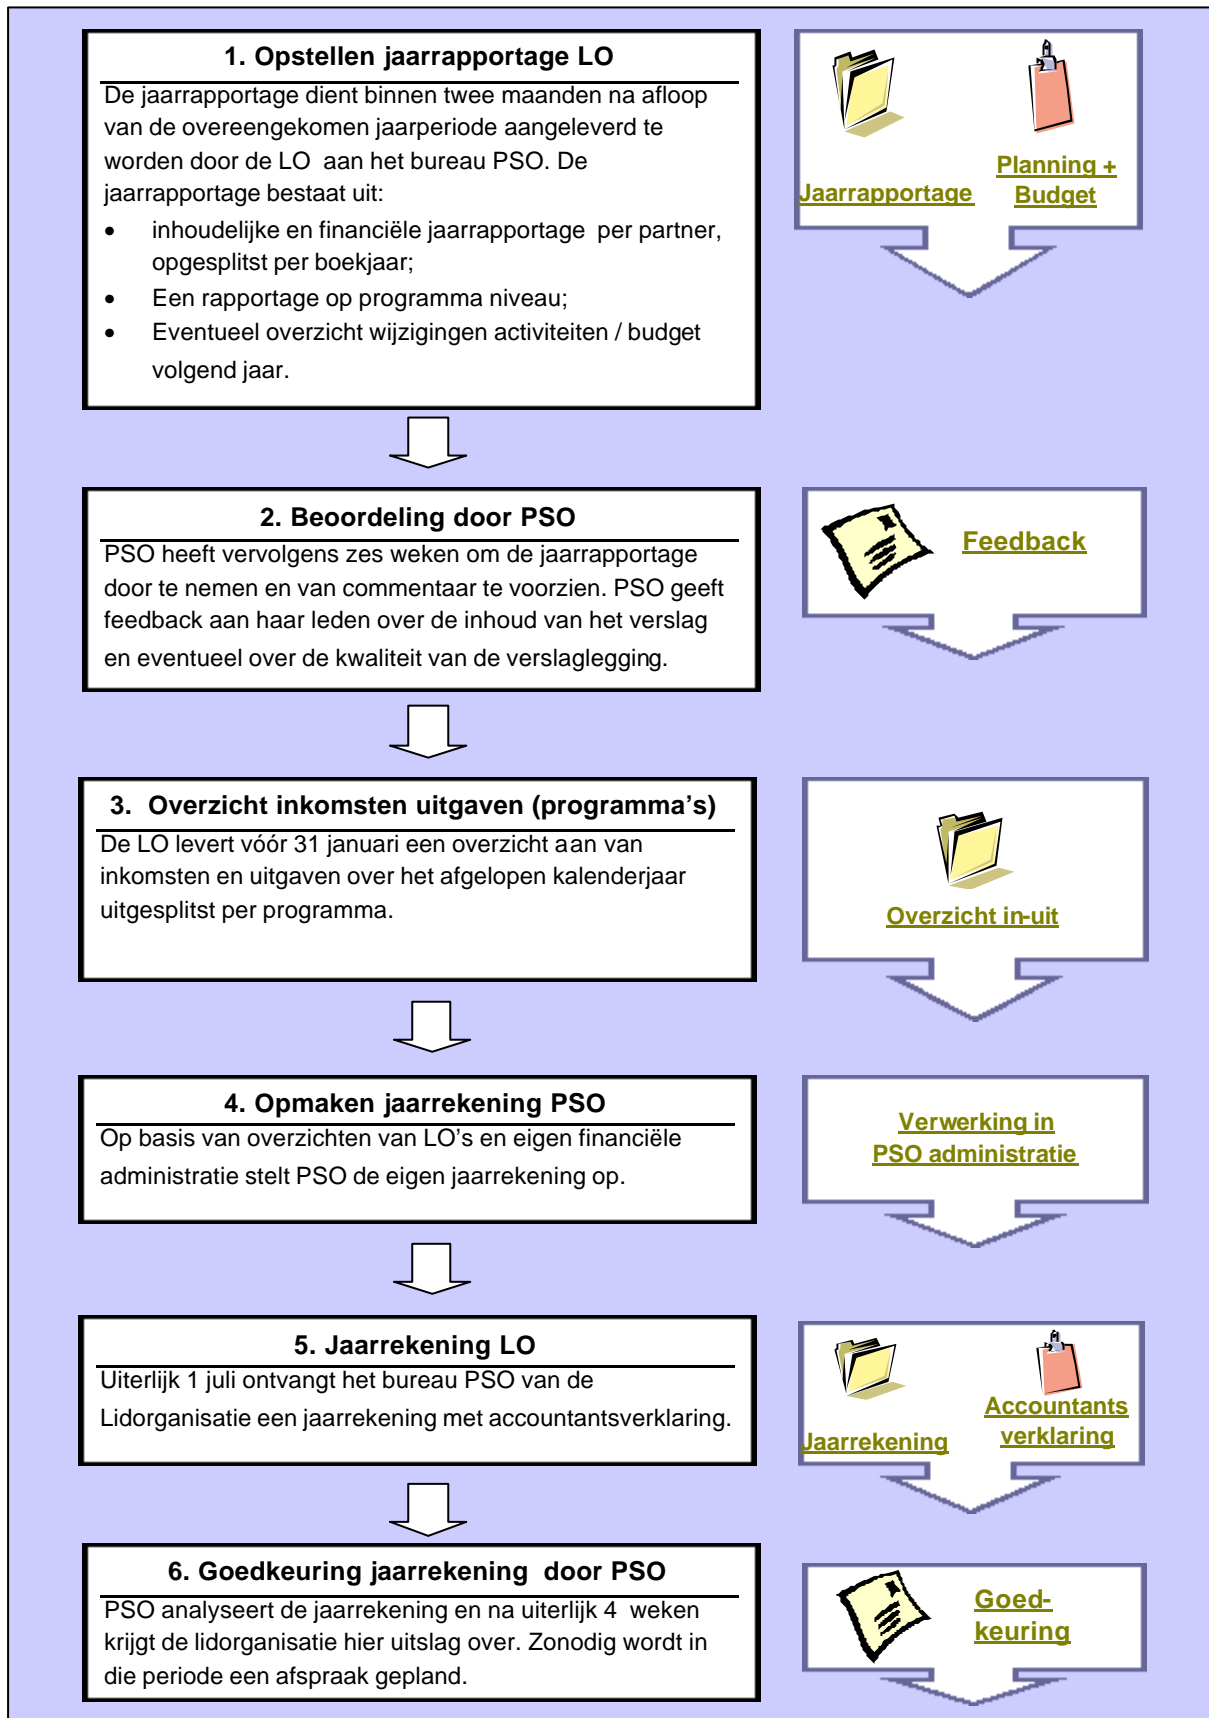 1. Opstellen jaarrapportage LO
De jaarrapportage dient binnen twee maanden na afloop
van de overeengekomen jaarperiode aangeleverd te
worden door de LO aan het bureau PSO. De
jaarrapportage bestaat uit:
• inhoudelijke en financiële jaarrapportage per partner,
opgesplitst per boekjaar;
• Een rapportage op programma niveau;
• Eventueel overzicht wijzigingen activiteiten / budget
volgend jaar.
Jaarrapportage
Planning +
Budget
2. Beoordeling door PSO
PSO heeft vervolgens zes weken om de jaarrapportage
door te nemen en van commentaar te voorzien. PSO geeft
feedback aan haar leden over de inhoud van het verslag
en eventueel over de kwaliteit van de verslaglegging.
Feedback
3. Overzicht inkomsten uitgaven (programma's)
De LO levert vóór 31 januari een overzicht aan van
inkomsten en uitgaven over het afgelopen kalenderjaar
uitgesplitst per programma.
Overzicht in-uit
4. Opmaken jaarrekening PSO
Op basis van overzichten van LO's en eigen financiële
administratie stelt PSO de eigen jaarrekening op.
Verwerking in
PSO administratie
5. Jaarrekening LO
Uiterlijk 1 juli ontvangt het bureau PSO van de
Lidorganisatie een jaarrekening met accountantsverklaring.
Jaarrekening
Accountants
verklaring
6. Goedkeuring jaarrekening door PSO
PSO analyseert de jaarrekening en na uiterlijk 4 weken
krijgt de lidorganisatie hier uitslag over. Zonodig wordt in
die periode een afspraak gepland.
Goed-
keuring